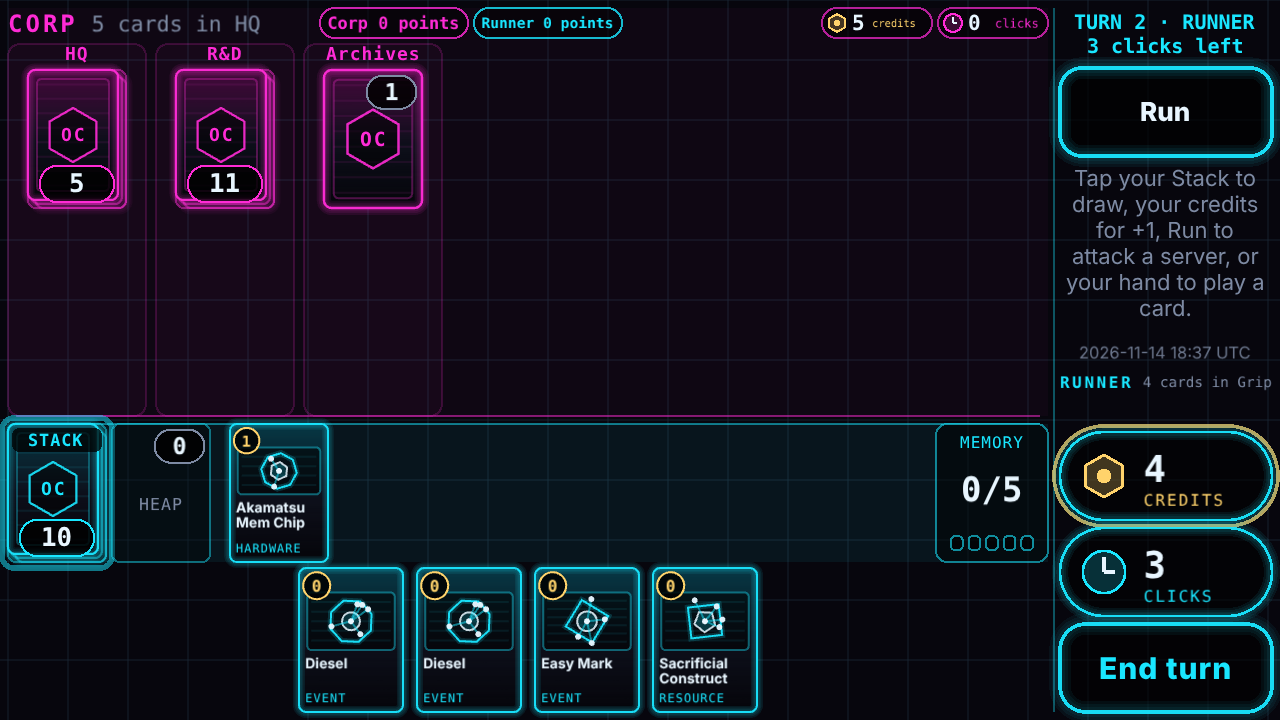 CORP 5 cards in HQ
Corp 0 points
Runner 0 points
5 credits
0 clicks
TURN 2 · RUNNER
3 clicks left
HQ
R&D
Archives
OC
5
OC
11
1
OC
Run
Tap your Stack to
draw, your credits
for +1, Run to
attack a server, or
your hand to play a
card.
2026-11-14 18:37 UTC
RUNNER 4 cards in Grip
STACK
OC
10
0
HEAP
1
Akamatsu
Mem Chip
HARDWARE
MEMORY
0/5
4
CREDITS
3
CLICKS
End turn
0
Diesel
EVENT
0
Diesel
EVENT
0
Easy Mark
EVENT
0
Sacrificial
Construct
RESOURCE